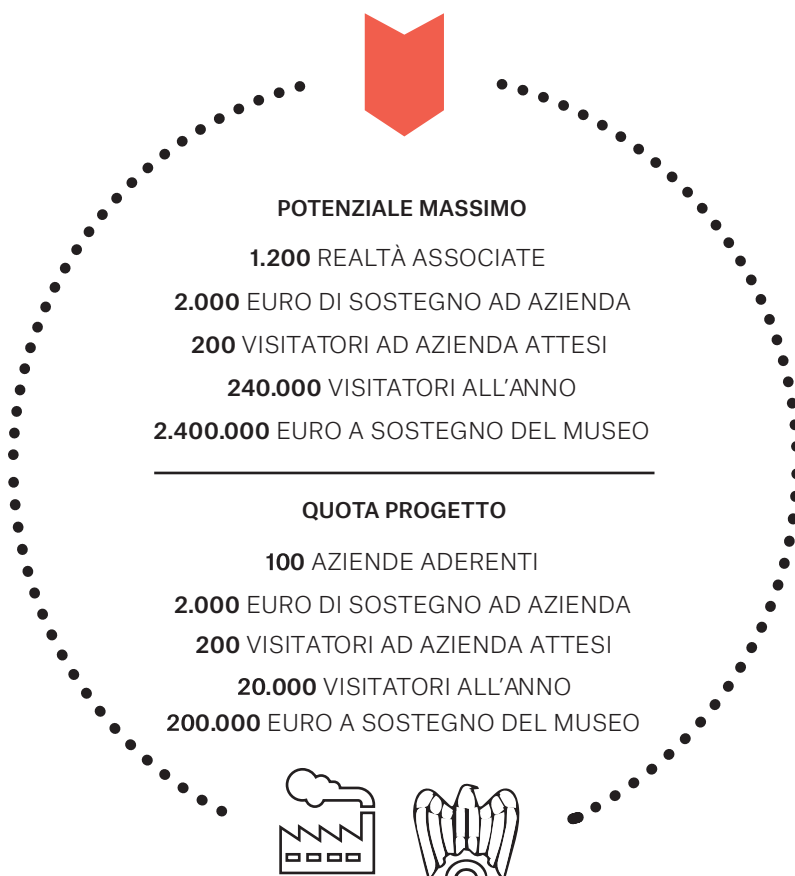 POTENZIALE MASSIMO
1.200 REALTÀ ASSOCIATE
2.000 EURO DI SOSTEGNO AD AZIENDA
200 VISITATORI AD AZIENDA ATTESI
240.000 VISITATORI ALL'ANNO
2.400.000 EURO A SOSTEGNO DEL MUSEO
QUOTA PROGETTO
100 AZIENDE ADERENTI
2.000 EURO DI SOSTEGNO AD AZIENDA
200 VISITATORI AD AZIENDA ATTESI
20.000 VISITATORI ALL'ANNO
200.000 EURO A SOSTEGNO DEL MUSEO